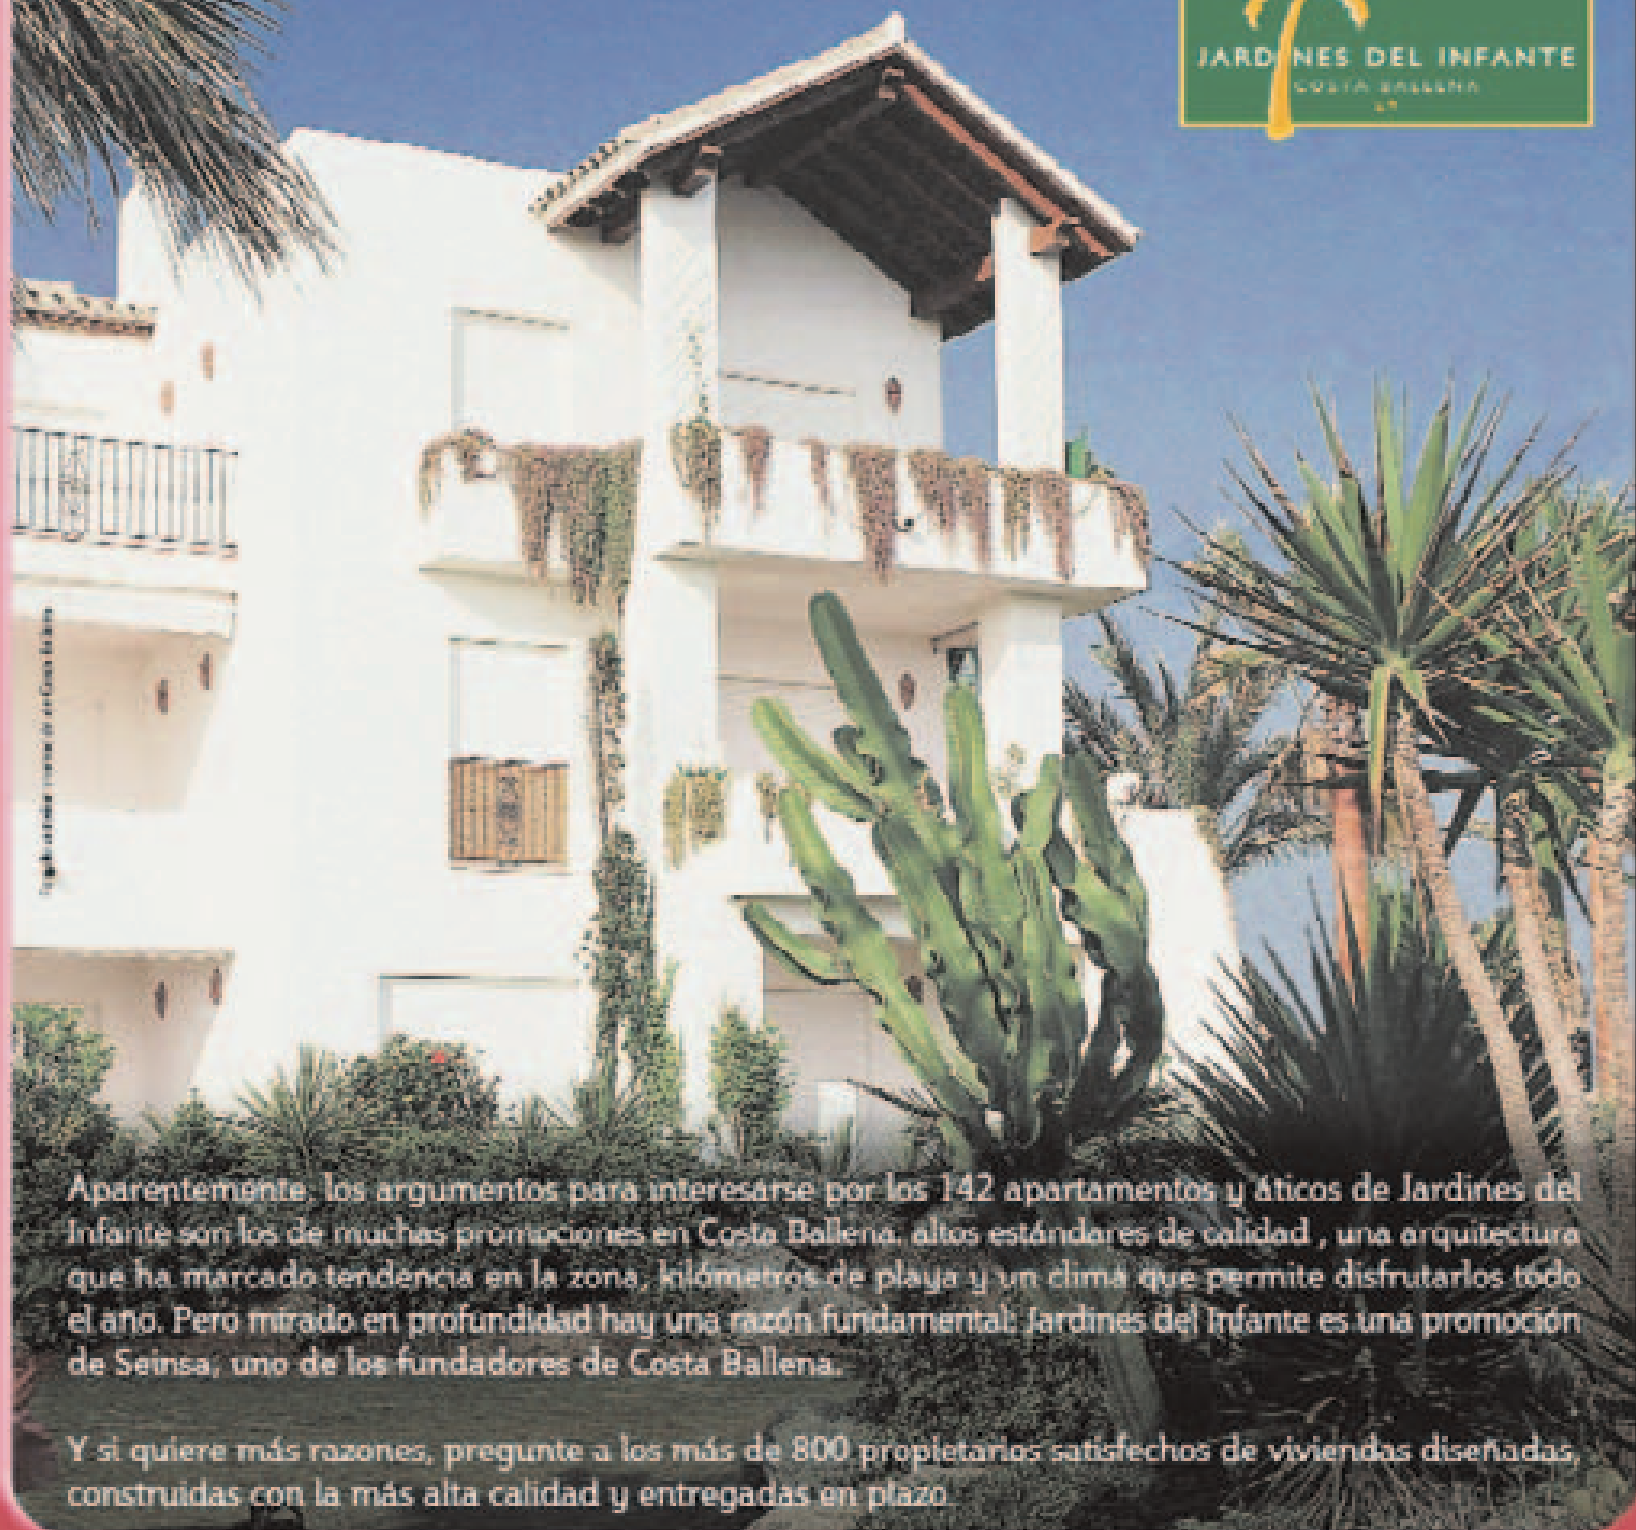 JARDINES DEL INFANTE
COSTA BALLENA
Aparentemente, los argumentos para interesarse por los 142 apartamentos y áticos de Jardines del
Infante son los de muchas promociones en Costa Ballena, altos estándares de calidad , una arquitectura
que ha marcado tendencia en la zona, kilómetros de playa y un clima que permite disfrutarlos todo
el año. Pero mirado en profundidad hay una razón fundamental: Jardines del Infante es una promoción
de Seinsa, uno de los fundadores de Costa Ballena.
Y si quiere más razones, pregunte a los más de 800 propietarios satisfechos de viviendas diseñadas,
construidas con la más alta calidad y entregadas en plazo.